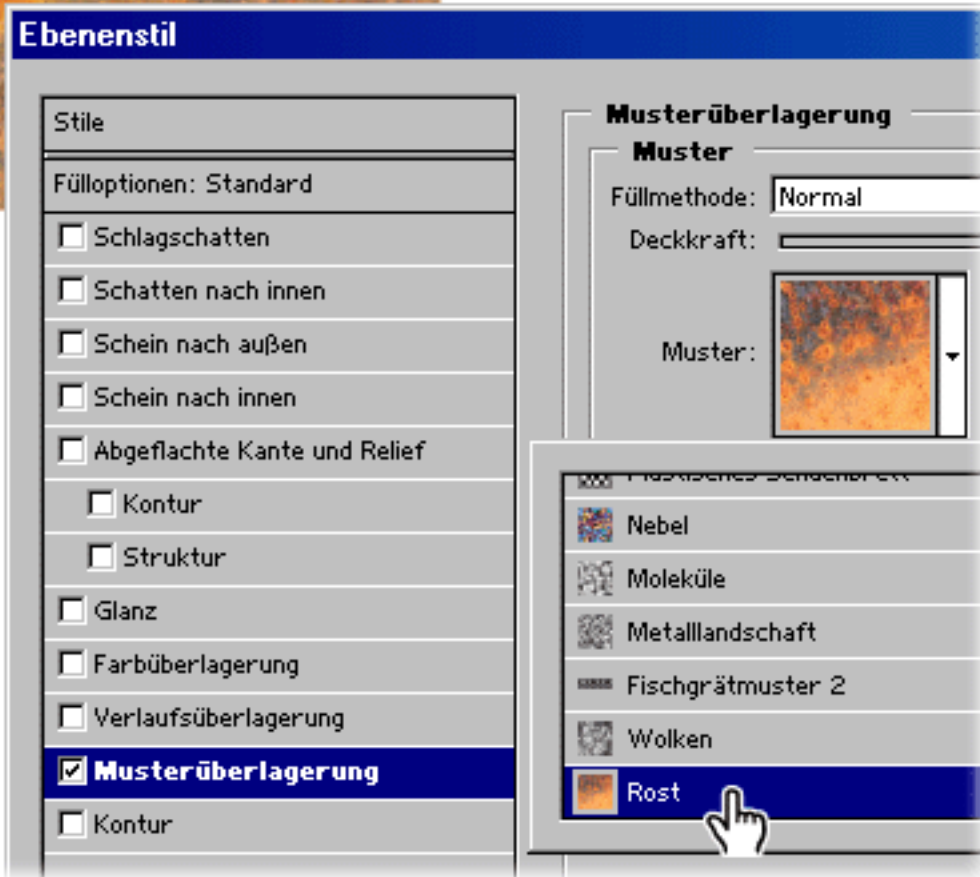 Ebenenstil
Stile
Fülloptionen: Standard
Schlagschatten
Schatten nach innen
Schein nach außen
Schein nach innen
Abgeflachte Kante und Relief
Kontur
Struktur
Glanz
Farbüberlagerung
Verlaufsüberlagerung
Musterüberlagerung
Kontur
Musterüberlagerung
Muster
Füllmethode: Normal
Deckkraft:
Muster:
Nebel
Moleküle
Metalllandschaft
Fischgrätmuster 2
Wolken
Rost